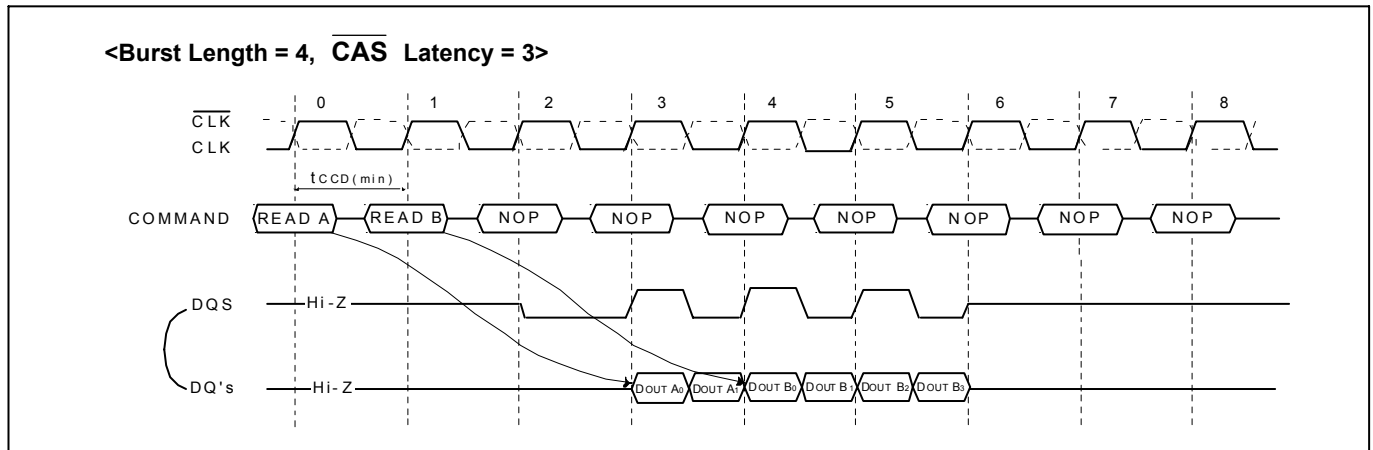 <Burst Length = 4, CAS Latency = 3>
0 1 2 3 4 5 6 7 8
CLK
CLK
tCCD(min)
COMMAND READ A READ B NOP NOP NOP NOP NOP NOP NOP
DQS Hi-Z
DQ's Hi-Z DOUT A0 DOUT A1 DOUT B0 DOUT B1 DOUT B2 DOUT B3